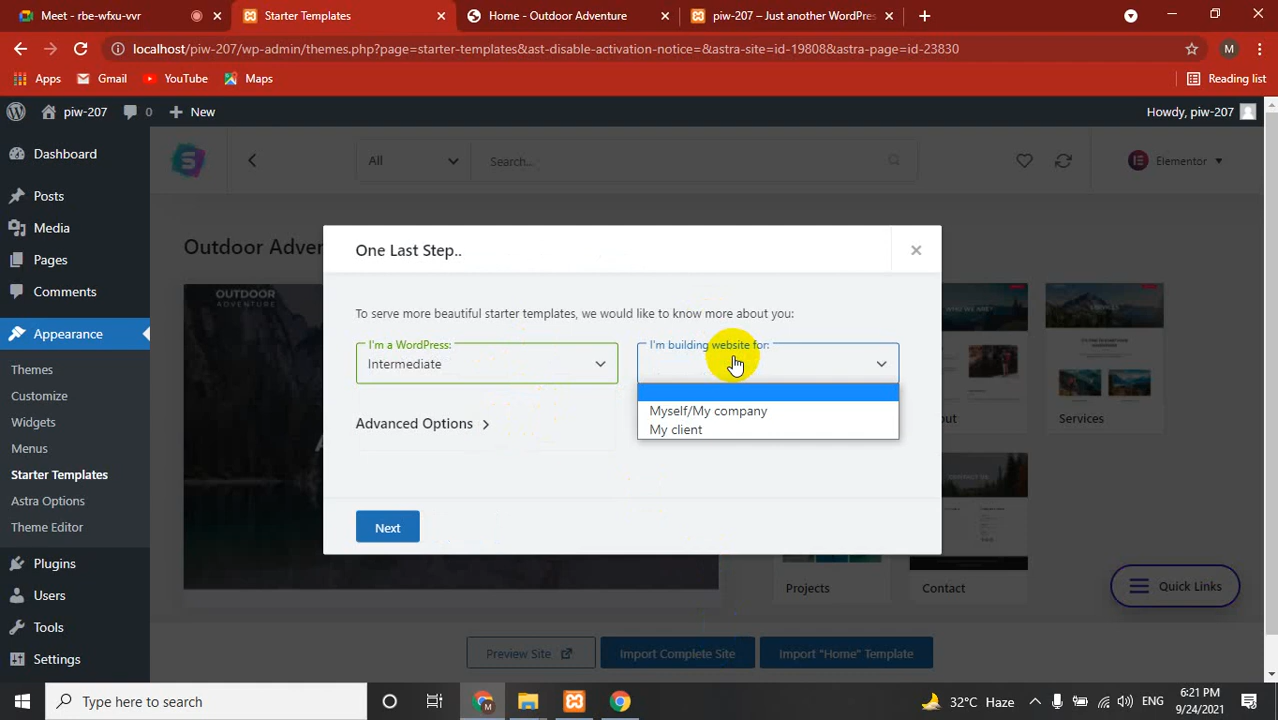 Meet - rbe-wfxu-vvr
Starter Templates
Home - Outdoor Adventure
piw-207 – Just another WordPress
localhost/piw-207/wp-admin/themes.php?page=starter-templates&ast-disable-activation-notice=&astra-site=id-19808&astra-page=id-23830
M
Apps
Gmail
YouTube
Maps
Reading list
piw-207
0
New
Howdy, piw-207
Dashboard
Posts
Media
Pages
Comments
Appearance
Themes
Customize
Widgets
Menus
Starter Templates
Astra Options
Theme Editor
Plugins
Users
Tools
Settings
All
Search...
Elementor
Outdoor Adven
OUTDOOR
ADVENTURE
One Last Step..
To serve more beautiful starter templates, we would like to know more about you:
I'm a WordPress:
Intermediate
I'm building website for:
Myself/My company
My client
Advanced Options
Next
WHO WE ARE?
Services
Projects
Contact
Quick Links
Preview Site
Import Complete Site
Import "Home" Template
Type here to search
32°C Haze
ENG
6:21 PM
9/24/2021